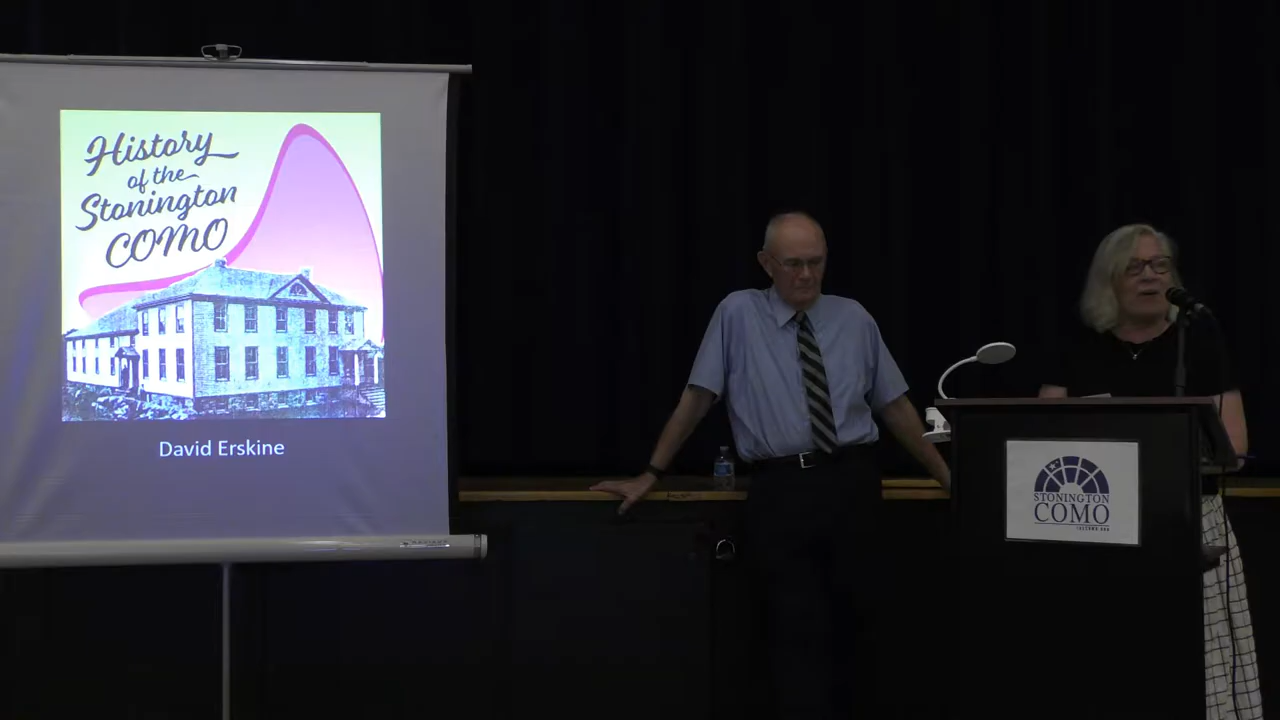 History
of the
Stonington
COMO
David Erskine
STONINGTON
COMO